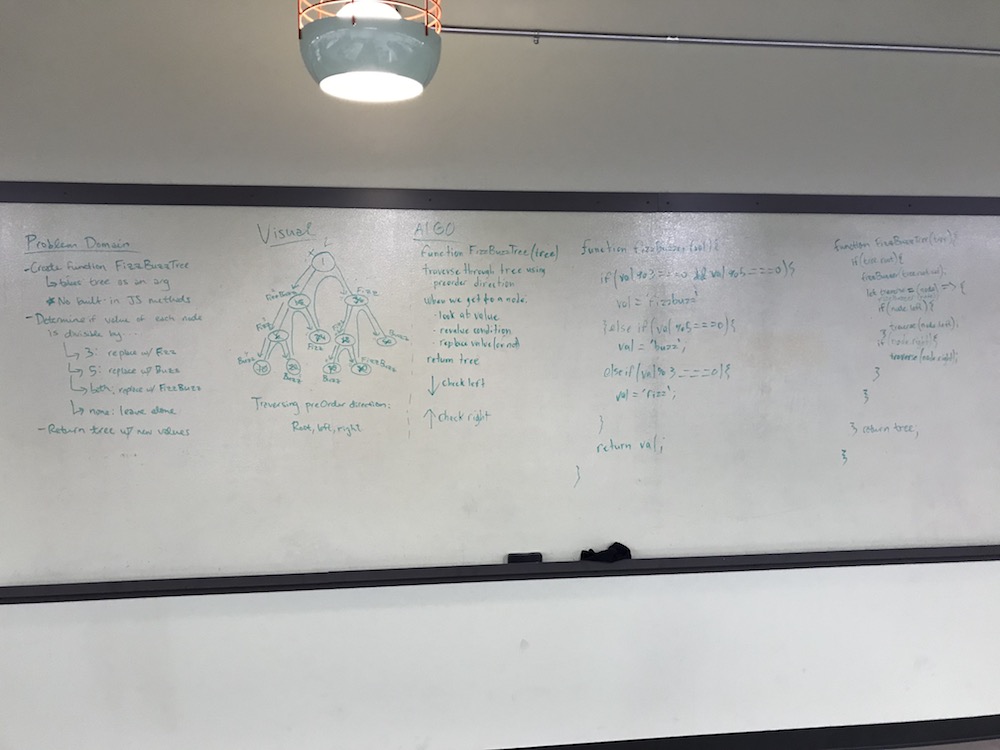 Problem Domain
-Create Function FizzBuzzTree
↳ takes tree as an arg
* No built-in JS methods
-Determine if value of each node
is divisible by...
↳ 3: replace w/ Fizz
↳ 5: replace w/ Buzz
↳ both: replace w/ FizzBuzz
↳ none: leave alone
-Return tree w/ new values
...
Visual
FizzBuzz
Fizz
Fizz
Fizz
Buzz
Buzz
Buzz
FizzBuzz
Traversing preOrder direction:
Root, left, right
AlGO
function FizzBuzzTree(tree)
traverse through tree using
preorder direction
when we get to a node:
- look at value
- evalue condition
- replace value (or not)
return tree
↓ check left
↑ check right
function FizzBuzzer(val){
if(val%3===0 && val%5===0){
val = 'Fizzbuzz'
}else if(val%5===0){
val = 'buzz';
else if(val%3===0){
val = 'Fizz';
}
return val;
}
function FizzBuzzTree(tree){
if(tree.root){
fizzBuzzer(tree.root.val);
let traverse = (node) => {
if(node.left){
traverse(node.left);
}
if(node.right){
traverse(node.right);
}
}
} return tree;
}